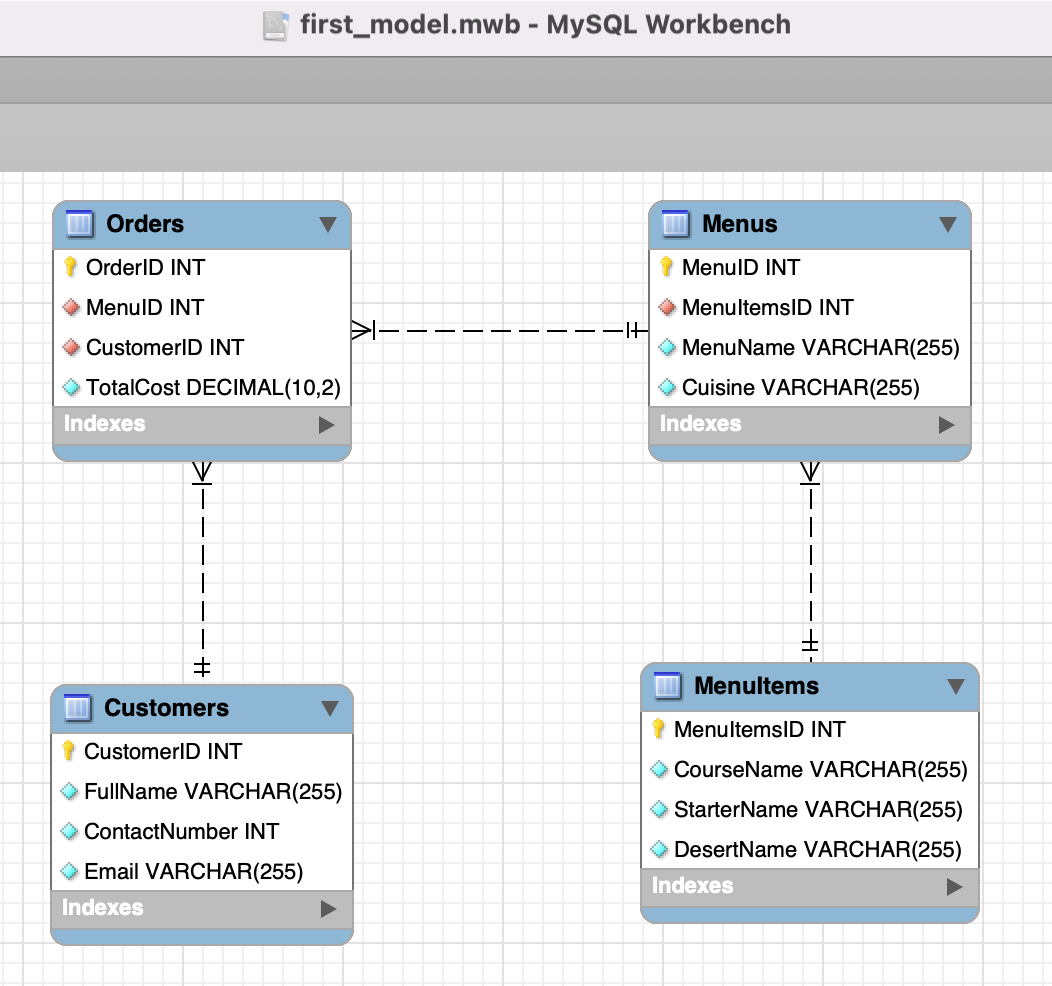 first_model.mwb - MySQL Workbench
Orders
OrderID INT
MenuID INT
CustomerID INT
TotalCost DECIMAL(10,2)
Indexes
Menus
MenuID INT
MenuItemsID INT
MenuName VARCHAR(255)
Cuisine VARCHAR(255)
Indexes
Customers
CustomerID INT
FullName VARCHAR(255)
ContactNumber INT
Email VARCHAR(255)
Indexes
MenuItems
MenuItemsID INT
CourseName VARCHAR(255)
StarterName VARCHAR(255)
DesertName VARCHAR(255)
Indexes